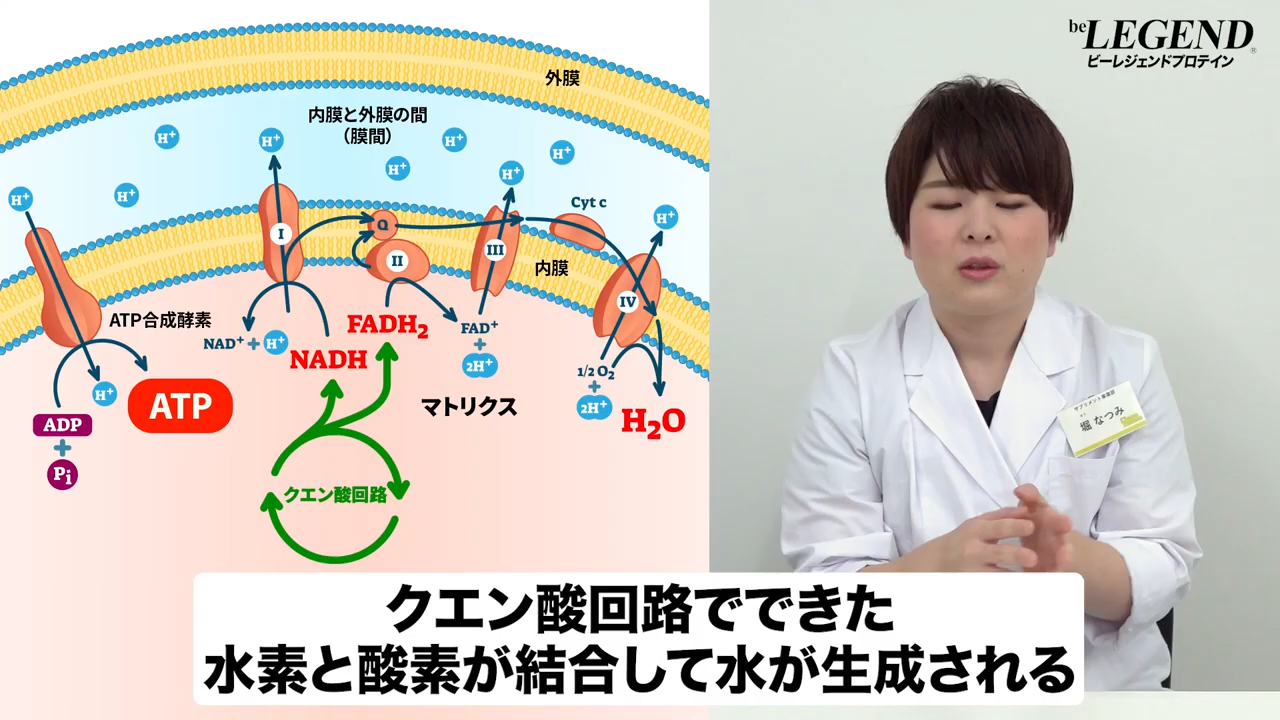 be LEGEND®
ビーレジェンドプロテイン
外膜
内膜と外膜の間
（膜間）
H⁺
H⁺
H⁺
H⁺
H⁺
H⁺
H⁺
H⁺
H⁺
Cyt c
Q
I
II
III
IV
内膜
ATP合成酵素
NAD⁺ + H⁺
NADH
FADH₂
FAD⁺
+
2H⁺
1/2 O₂
+
2H⁺
H₂O
H⁺
ATP
ADP
+
Pi
マトリクス
クエン酸回路
堀 なつみ
クエン酸回路でできた
水素と酸素が結合して水が生成される